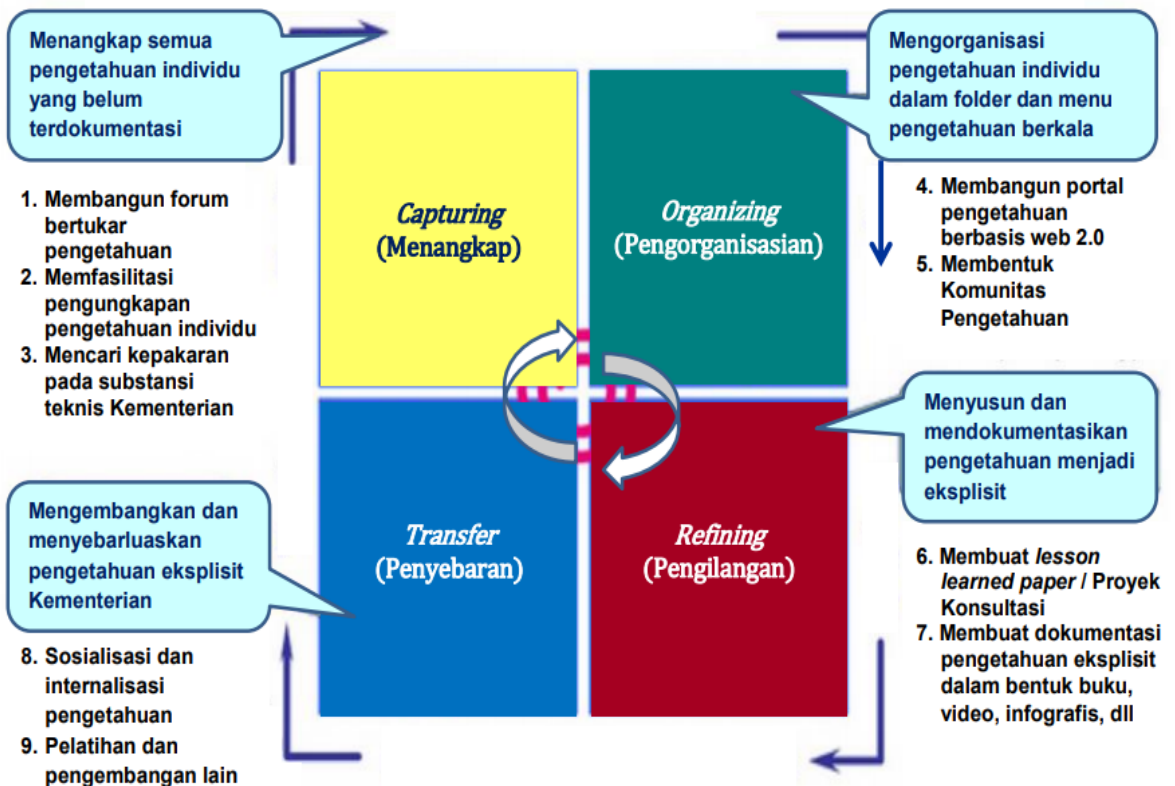 Menangkap semua
pengetahuan individu
yang belum
terdokumentasi
1. Membangun forum
bertukar
pengetahuan
2. Memfasilitasi
pengungkapan
pengetahuan individu
3. Mencari kepakaran
pada substansi
teknis Kementerian
Capturing
(Menangkap)
Organizing
(Pengorganisasian)
Mengorganisasi
pengetahuan individu
dalam folder dan menu
pengetahuan berkala
4. Membangun portal
pengetahuan
berbasis web 2.0
5. Membentuk
Komunitas
Pengetahuan
Menyusun dan
mendokumentasikan
pengetahuan menjadi
eksplisit
Refining
(Pengilangan)
6. Membuat lesson
learned paper / Proyek
Konsultasi
7. Membuat dokumentasi
pengetahuan eksplisit
dalam bentuk buku,
video, infografis, dll
Transfer
(Penyebaran)
Mengembangkan dan
menyebarluaskan
pengetahuan eksplisit
Kementerian
8. Sosialisasi dan
internalisasi
pengetahuan
9. Pelatihan dan
pengembangan lain